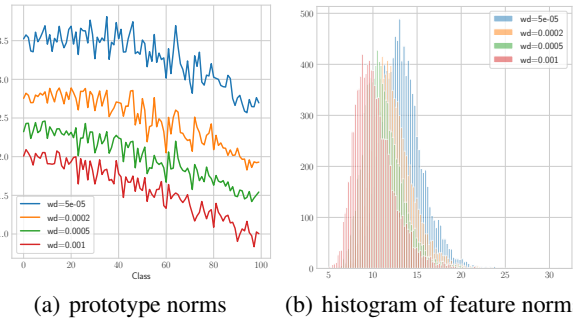 (a)
3.5
3.0
2.5
2.0
1.5
1.0
wd=5e-05
wd=0.0002
wd=0.0005
wd=0.001
0 20 40 60 80 100
Class
(a) prototype norms
(b)
500
400
300
200
100
0
wd=5e-05
wd=0.0002
wd=0.0005
wd=0.001
5 10 15 20 25 30
(b) histogram of feature norm